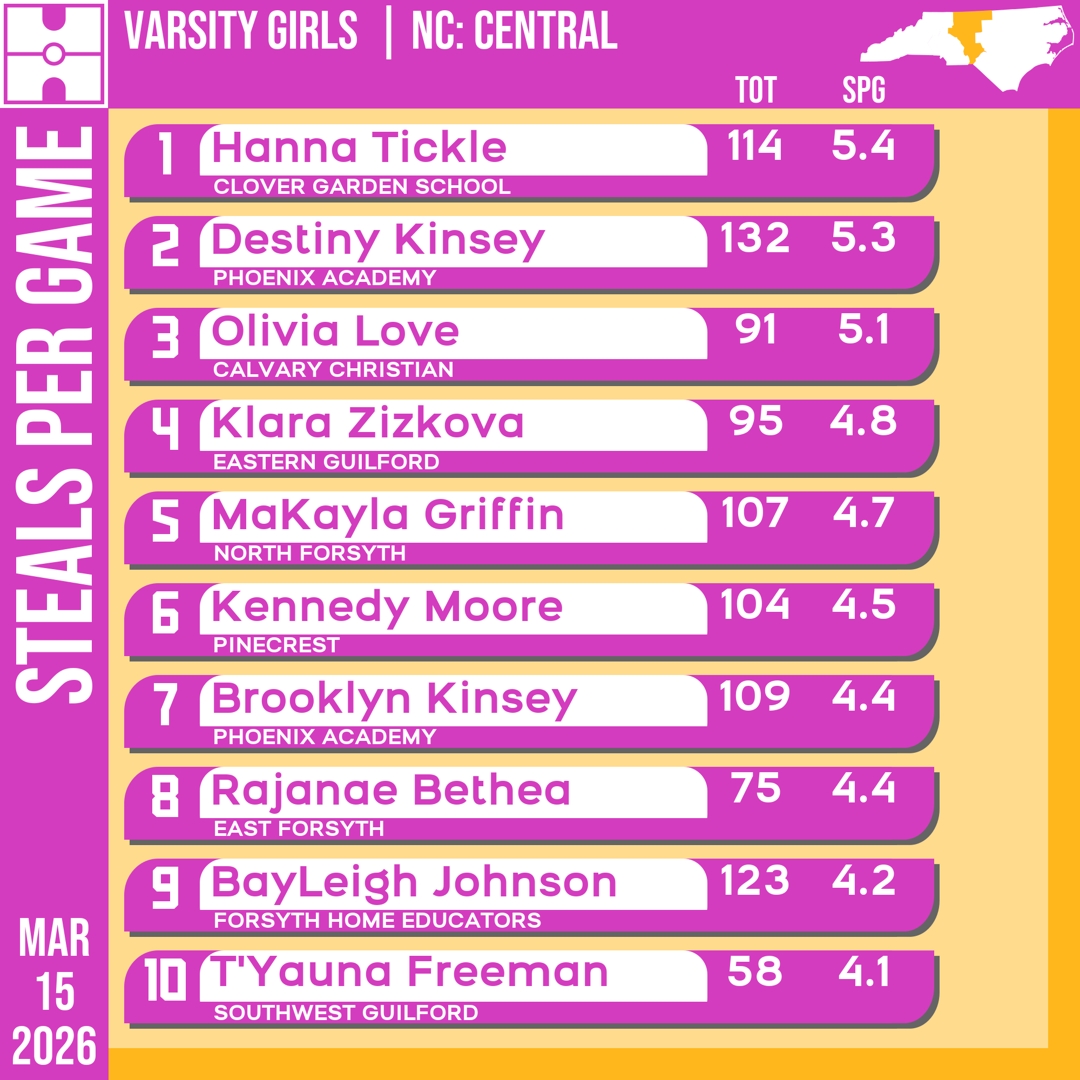 VARSITY GIRLS | NC: CENTRAL
TOT SPG
STEALS PER GAME
1 Hanna Tickle 114 5.4
CLOVER GARDEN SCHOOL
2 Destiny Kinsey 132 5.3
PHOENIX ACADEMY
3 Olivia Love 91 5.1
CALVARY CHRISTIAN
4 Klara Zizkova 95 4.8
EASTERN GUILFORD
5 MaKayla Griffin 107 4.7
NORTH FORSYTH
6 Kennedy Moore 104 4.5
PINECREST
7 Brooklyn Kinsey 109 4.4
PHOENIX ACADEMY
8 Rajanae Bethea 75 4.4
EAST FORSYTH
9 BayLeigh Johnson 123 4.2
FORSYTH HOME EDUCATORS
10 T'Yauna Freeman 58 4.1
SOUTHWEST GUILFORD
MAR
15
2026